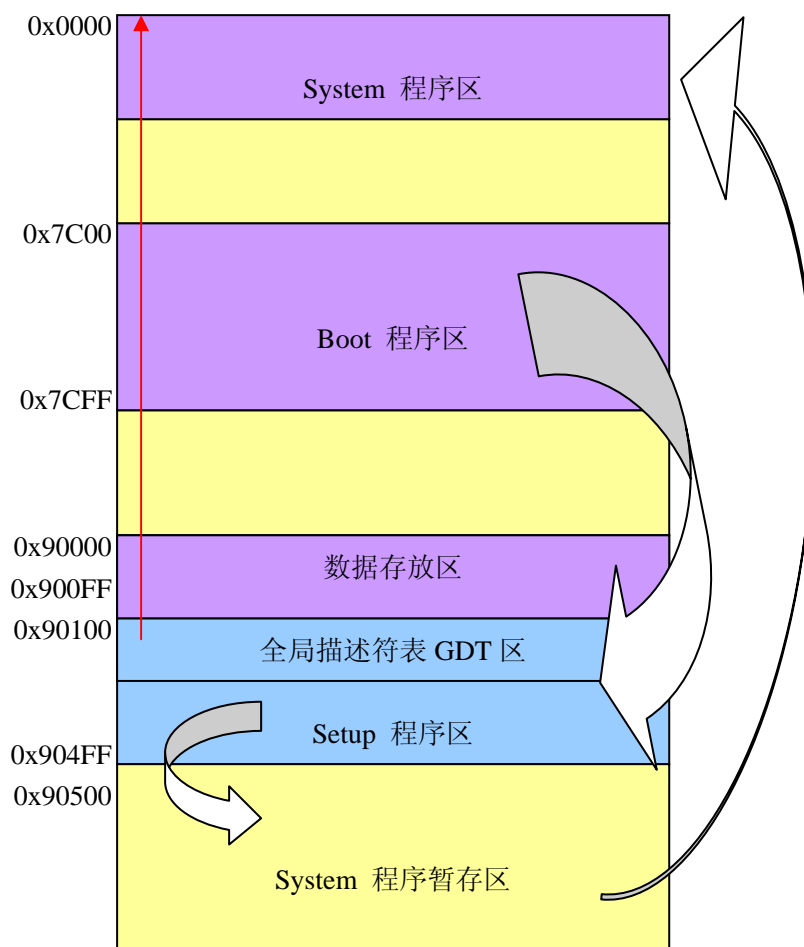 0x0000
System 程序区
0x7C00
Boot 程序区
0x7CFF
0x90000
数据存放区
0x900FF
0x90100
全局描述符表 GDT 区
Setup 程序区
0x904FF
0x90500
System 程序暂存区